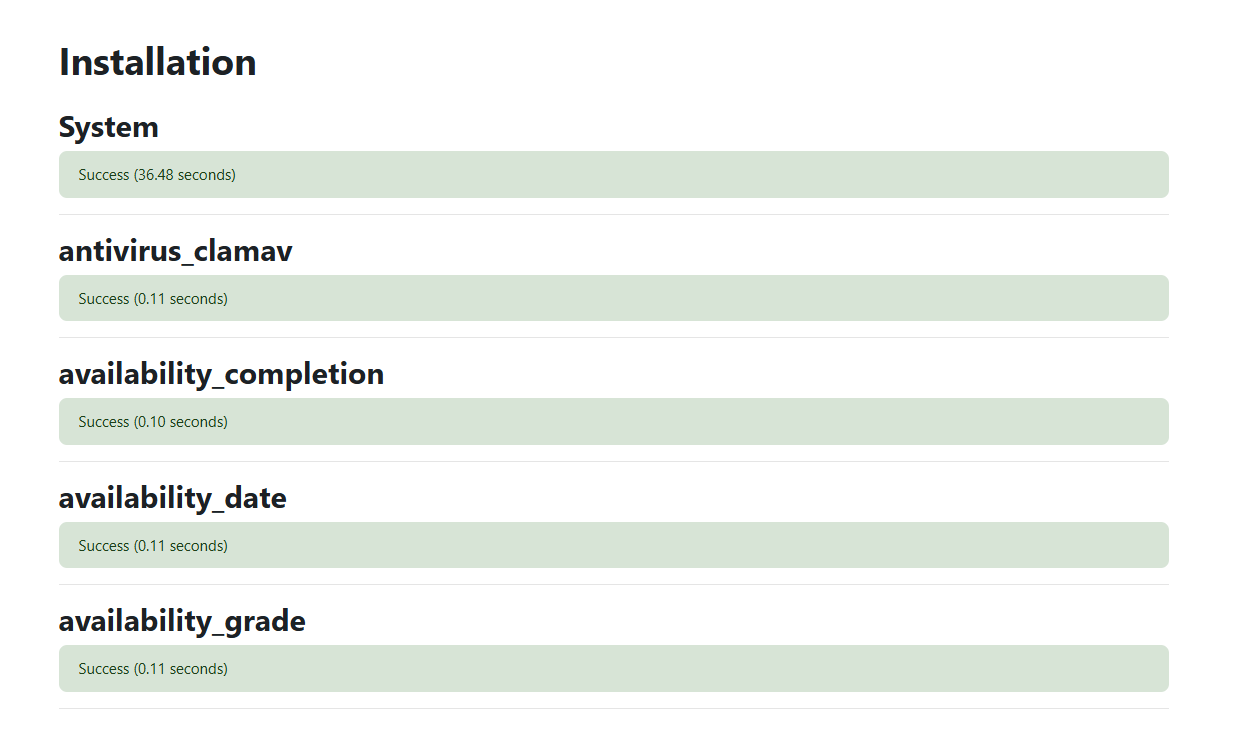 Installation
System
Success (36.48 seconds)
antivirus_clamav
Success (0.11 seconds)
availability_completion
Success (0.10 seconds)
availability_date
Success (0.11 seconds)
availability_grade
Success (0.11 seconds)